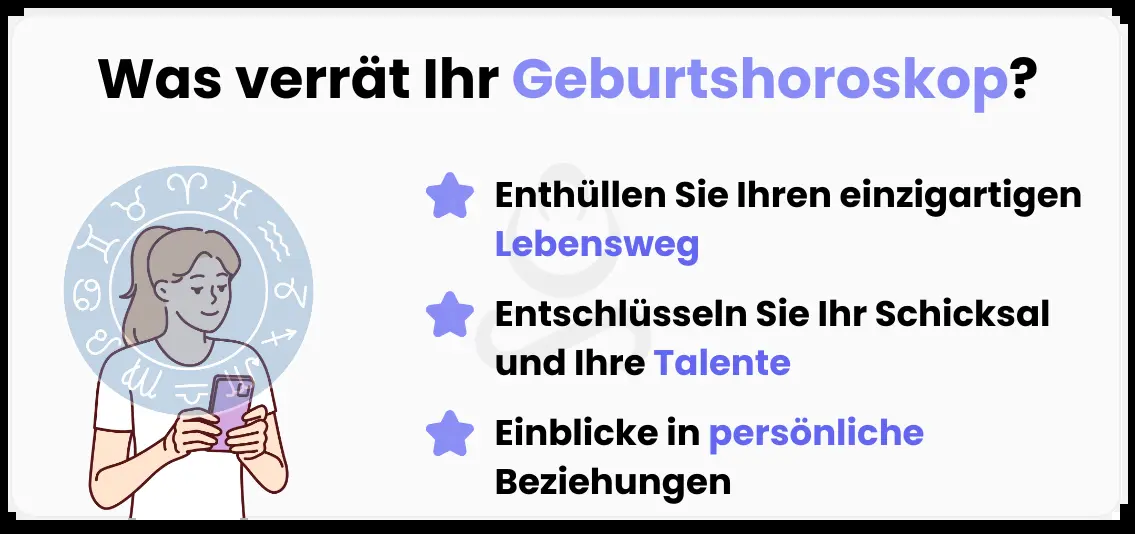 Was verrät Ihr Geburtshoroskop?
Enthüllen Sie Ihren einzigartigen
Lebensweg
Entschlüsseln Sie Ihr Schicksal
und Ihre Talente
Einblicke in persönliche
Beziehungen